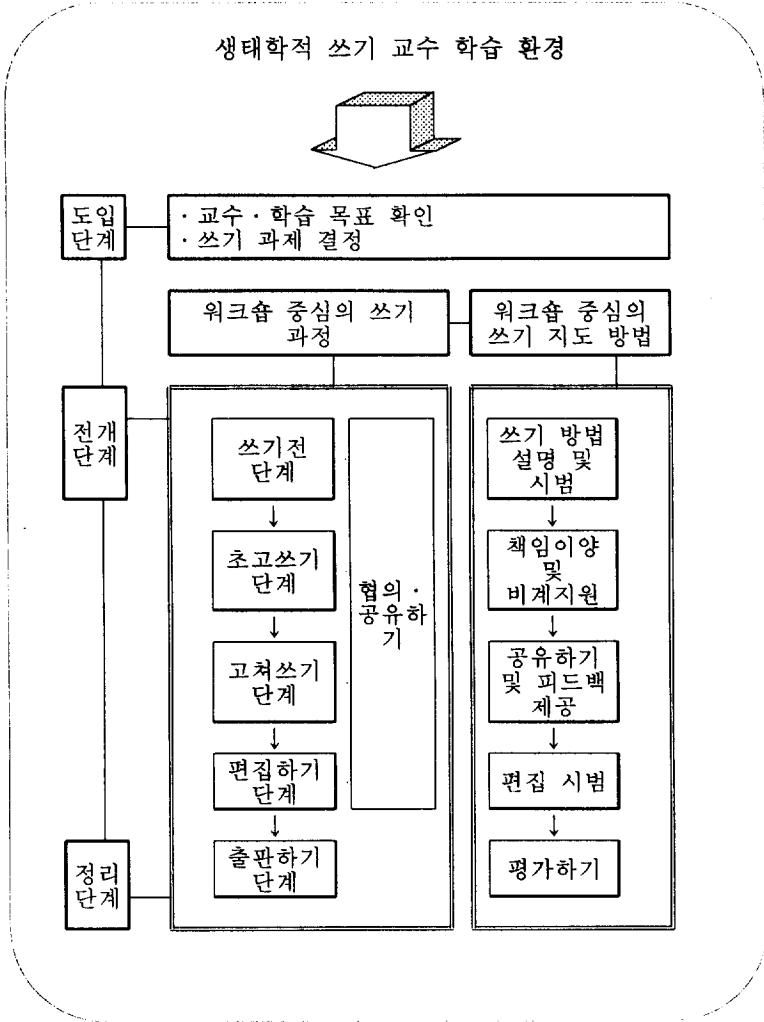 생태학적 쓰기 교수 학습 환경
도입
단계
· 교수 · 학습 목표 확인
· 쓰기 과제 결정
워크숍 중심의 쓰기
과정
워크숍 중심의
쓰기 지도 방법
전개
단계
쓰기전
단계
초고쓰기
단계
고쳐쓰기
단계
편집하기
단계
출판하기
단계
협의 ·
공유하
기
쓰기 방법
설명 및
시범
책임이양
및
비계지원
공유하기
및 피드백
제공
편집 시범
평가하기
정리
단계